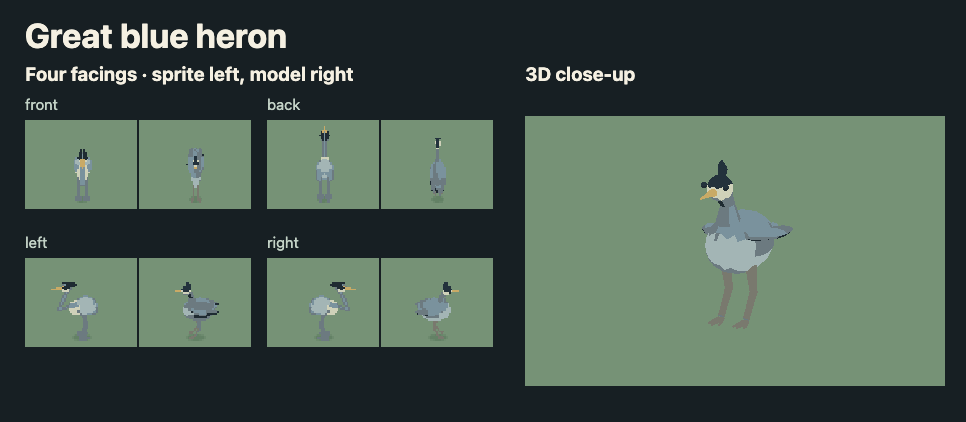 Great blue heron
Four facings · sprite left, model right
3D close-up
front
back
left
right